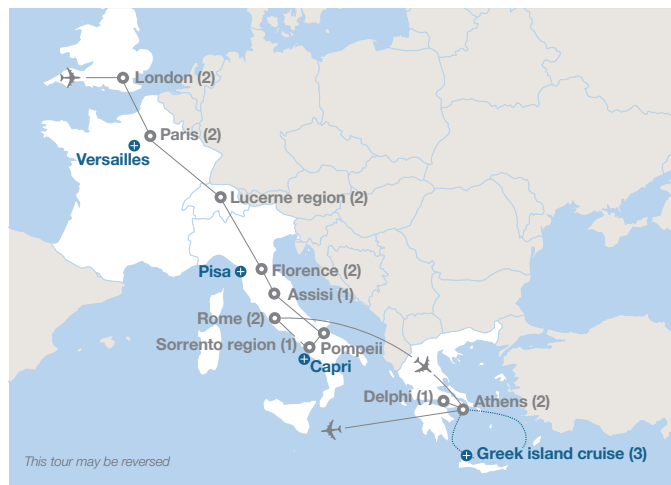 London (2)
Paris (2)
Versailles
Lucerne region (2)
Pisa
Florence (2)
Assisi (1)
Rome (2)
Sorrento region (1)
Pompeii
Capri
Delphi (1)
Athens (2)
Greek island cruise (3)
This tour may be reversed